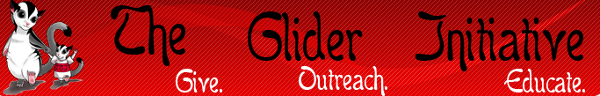 The Glider Initiative
Give. Outreach. Educate.